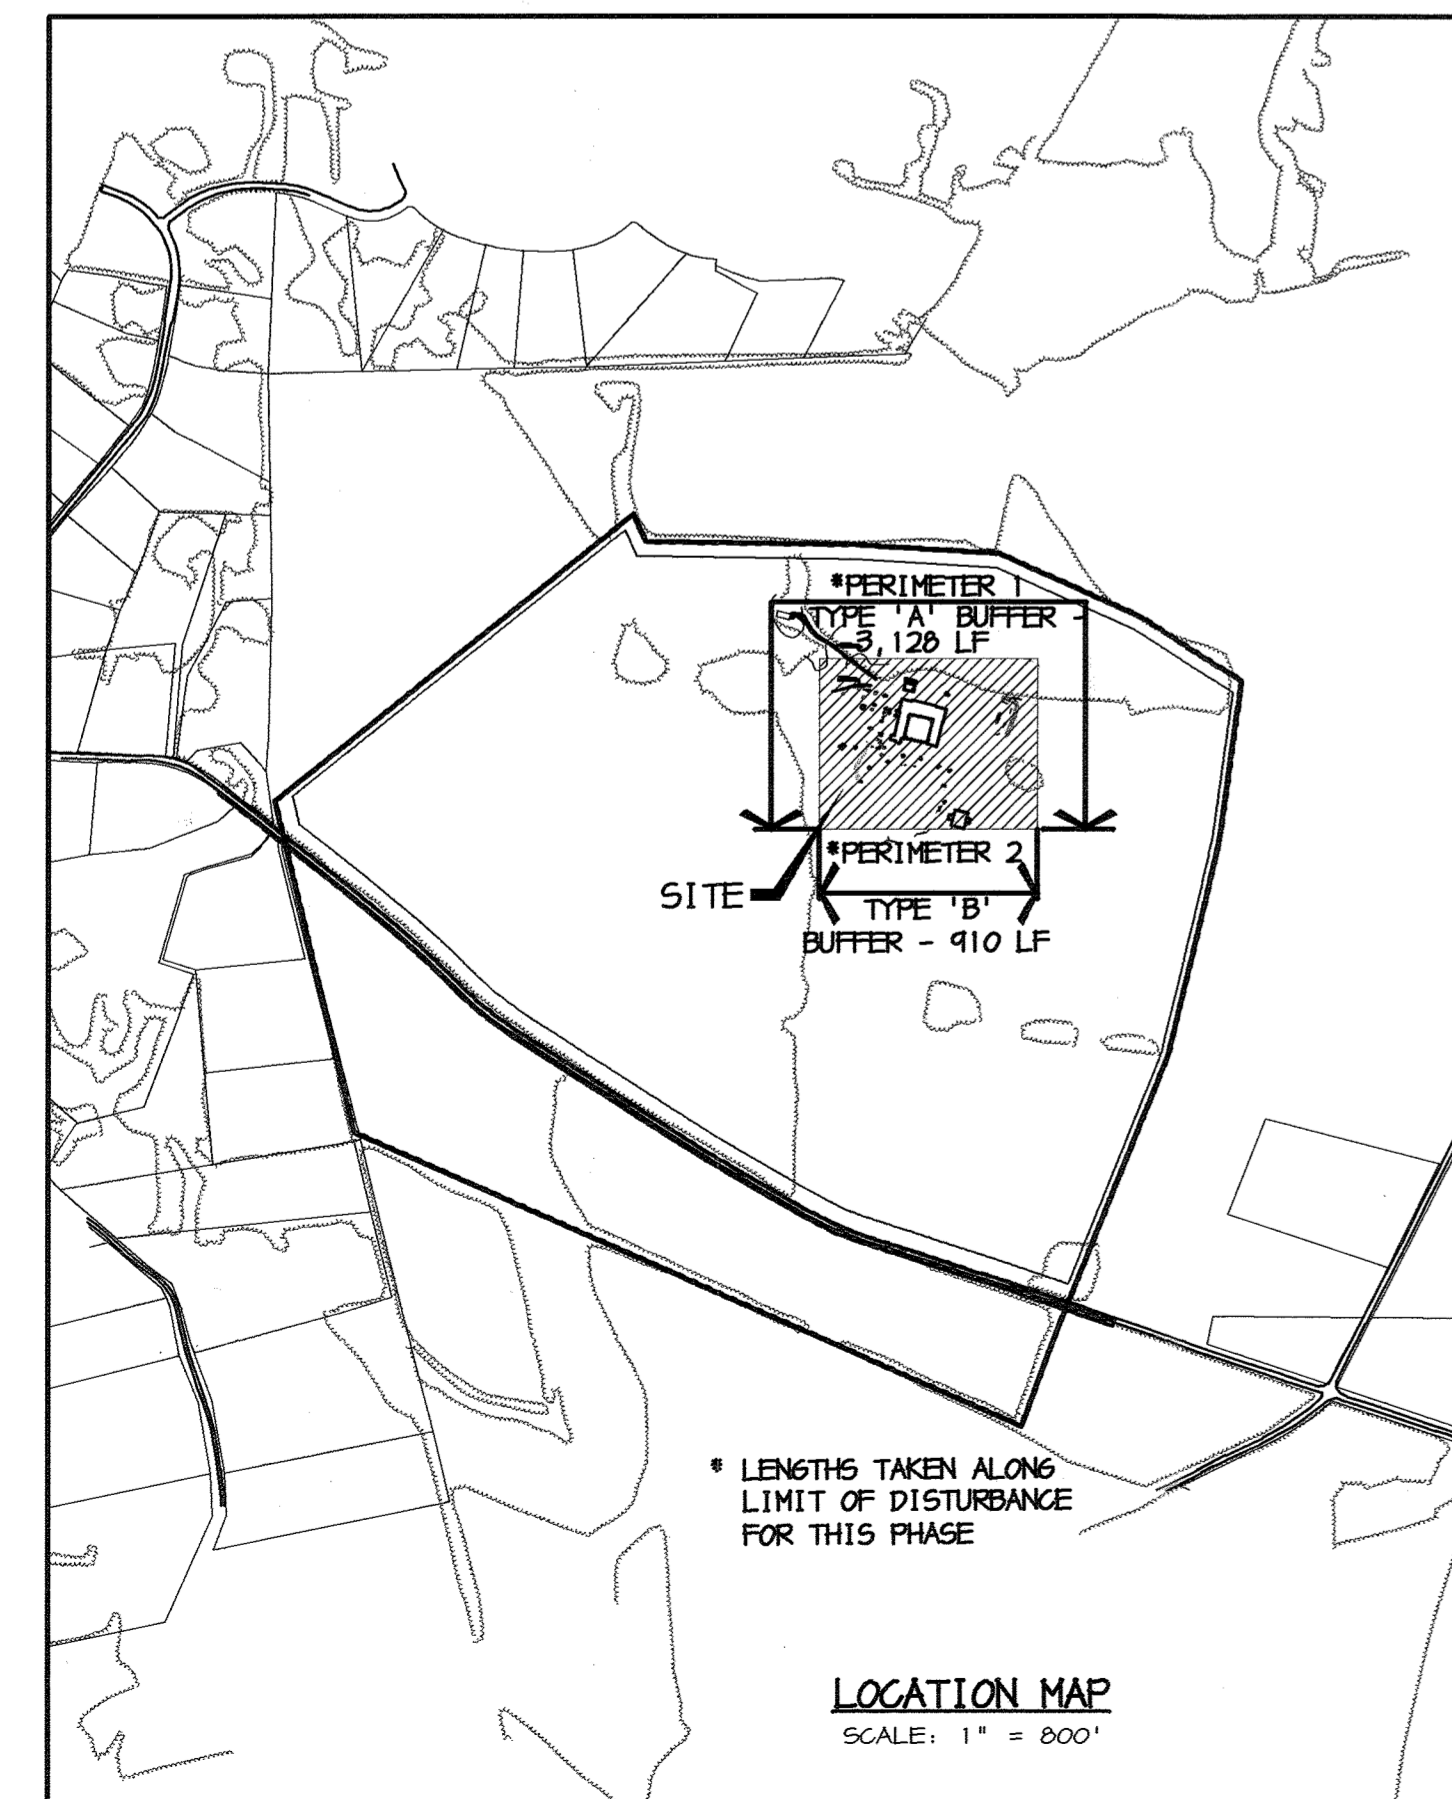 *PERIMETER 1
TYPE 'A' BUFFER -
3,128 LF
*PERIMETER 2
SITE
TYPE 'B'
BUFFER - 910 LF
* LENGTHS TAKEN ALONG
LIMIT OF DISTURBANCE
FOR THIS PHASE
LOCATION MAP
SCALE: 1" = 800'